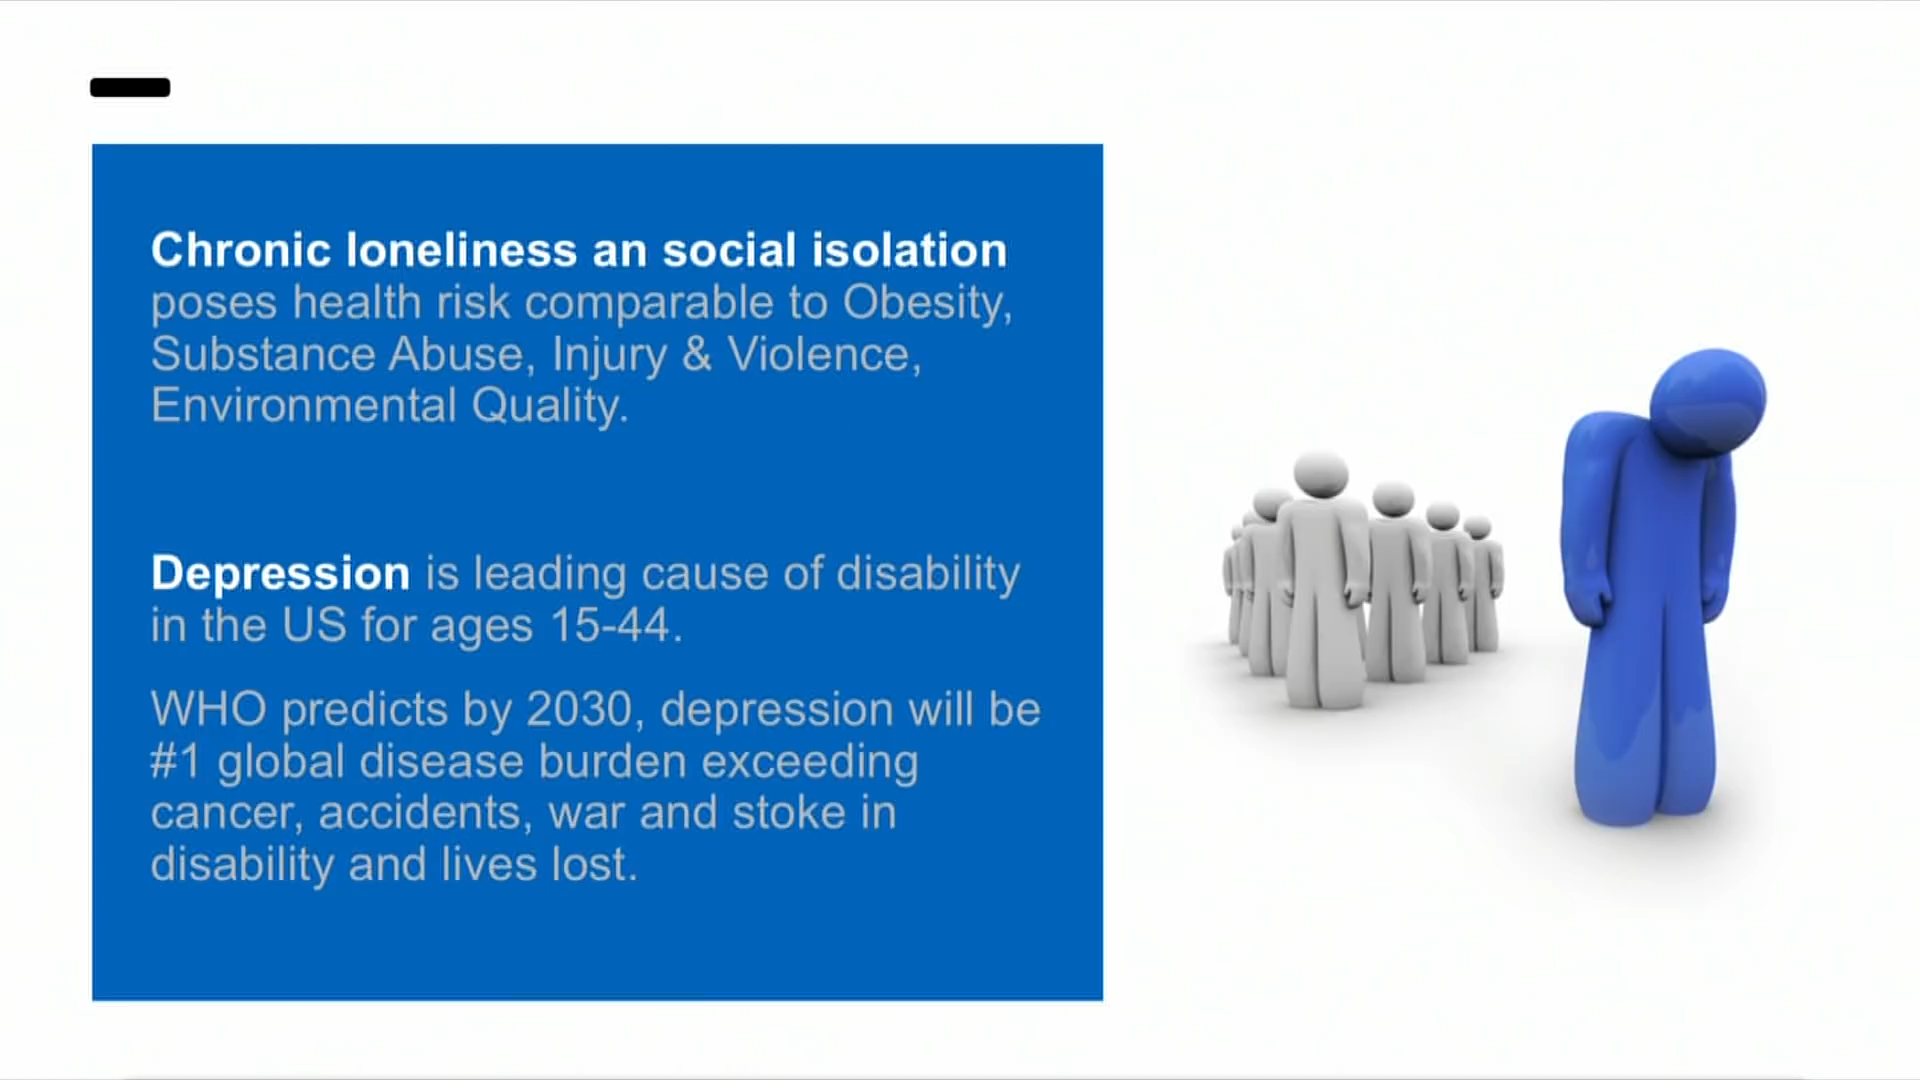 Chronic loneliness an social isolation
poses health risk comparable to Obesity,
Substance Abuse, Injury & Violence,
Environmental Quality.
Depression is leading cause of disability
in the US for ages 15-44.
WHO predicts by 2030, depression will be
#1 global disease burden exceeding
cancer, accidents, war and stoke in
disability and lives lost.